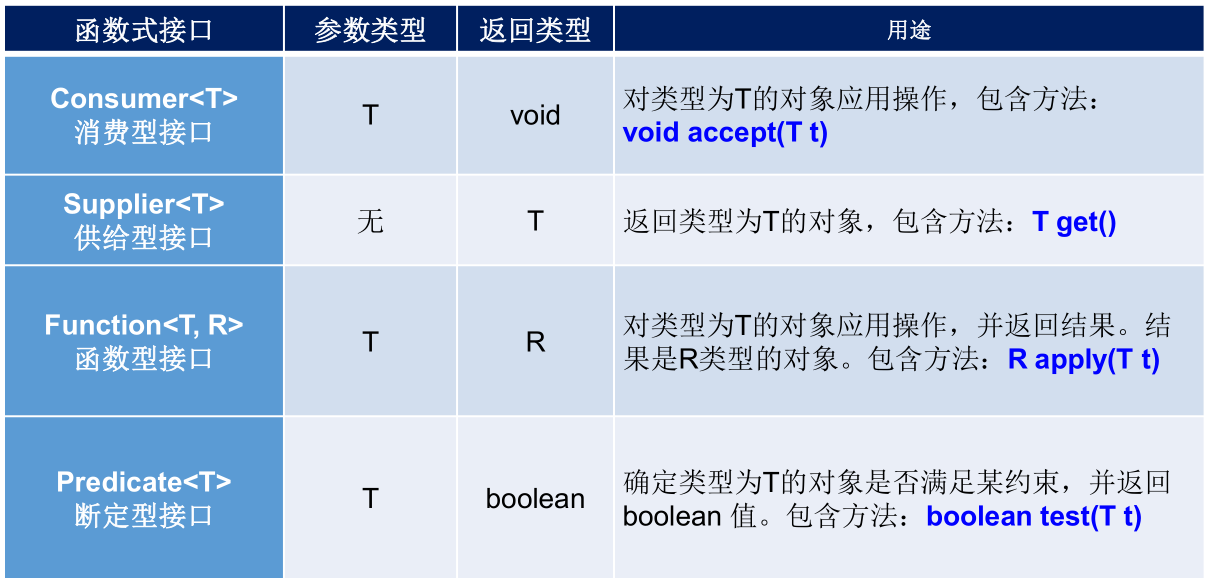 函数式接口 参数类型 返回类型 用途
Consumer<T>
消费型接口
T
void
对类型为T的对象应用操作，包含方法：
void accept(T t)
Supplier<T>
供给型接口
无
T
返回类型为T的对象，包含方法：T get()
Function<T, R>
函数型接口
T
R
对类型为T的对象应用操作，并返回结果。结
果是R类型的对象。包含方法：R apply(T t)
Predicate<T>
断定型接口
T
boolean
确定类型为T的对象是否满足某约束，并返回
boolean 值。包含方法：boolean test(T t)